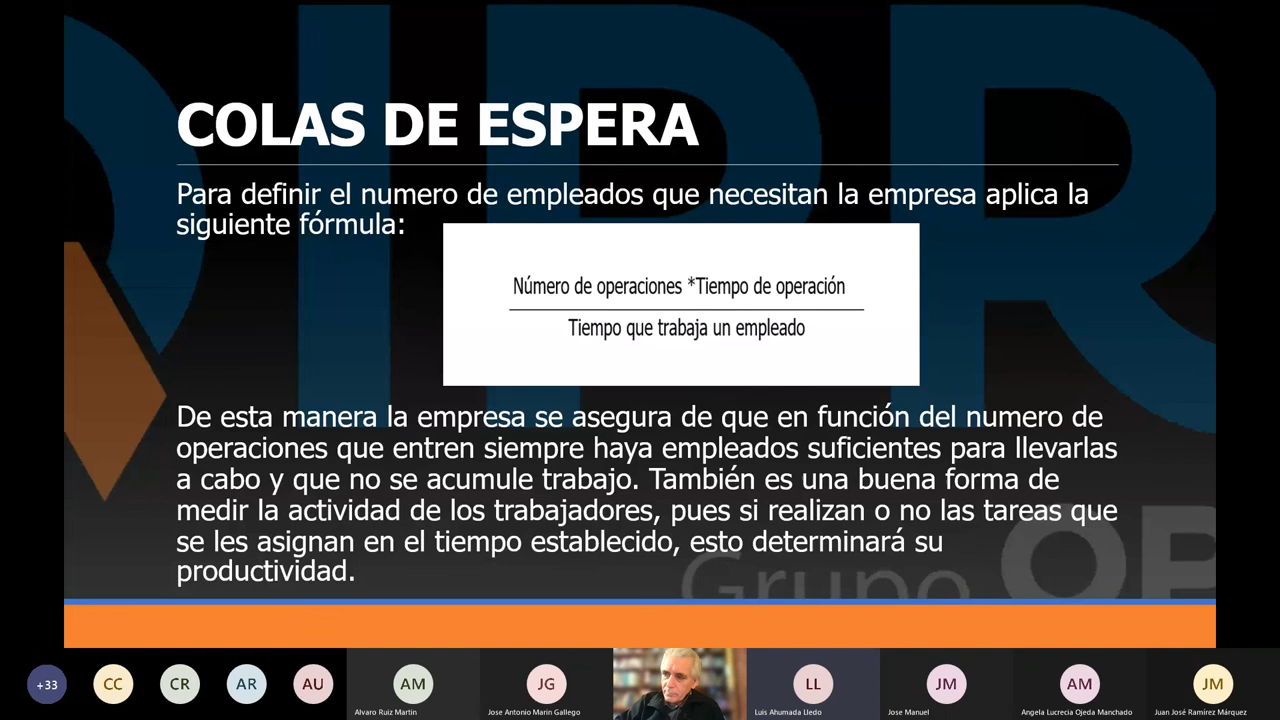 COLAS DE ESPERA
Para definir el numero de empleados que necesitan la empresa aplica la
siguiente fórmula:
Número de operaciones *Tiempo de operación
Tiempo que trabaja un empleado
De esta manera la empresa se asegura de que en función del numero de
operaciones que entren siempre haya empleados suficientes para llevarlas
a cabo y que no se acumule trabajo. También es una buena forma de
medir la actividad de los trabajadores, pues si realizan o no las tareas que
se les asignan en el tiempo establecido, esto determinará su
productividad.
Grupo OP
+33 CC CR AR AU AM JG LL JM AM JM
Alvaro Ruiz Martin Jose Antonio Marin Gallego Luis Ahumada Lledo Jose Manuel Angela Lucrecia Ojeda Manchado Juan José Ramírez Márquez